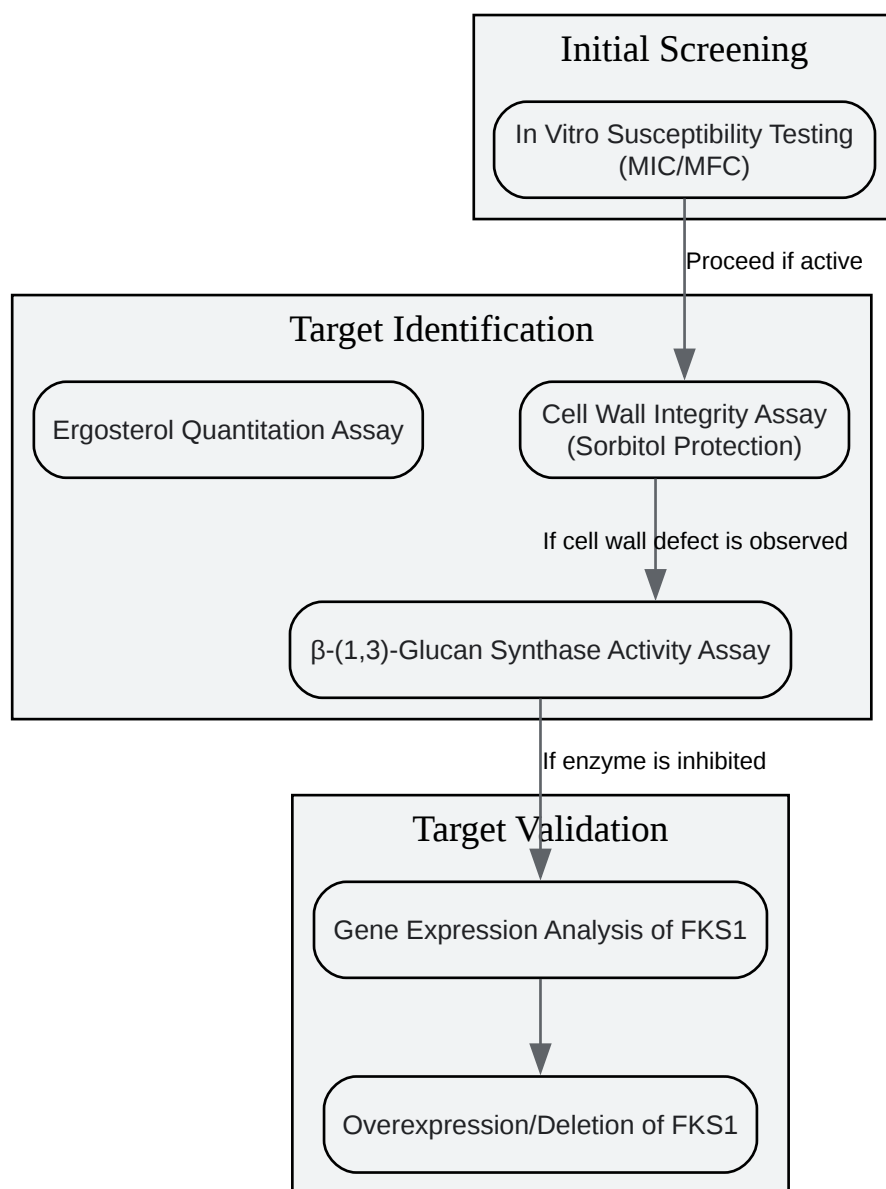 Initial Screening
In Vitro Susceptibility Testing
(MIC/MFC)
Proceed if active
Target Identification
Ergosterol Quantitation Assay
Cell Wall Integrity Assay
(Sorbitol Protection)
If cell wall defect is observed
β-(1,3)-Glucan Synthase Activity Assay
If enzyme is inhibited
Target Validation
Gene Expression Analysis of FKS1
Overexpression/Deletion of FKS1